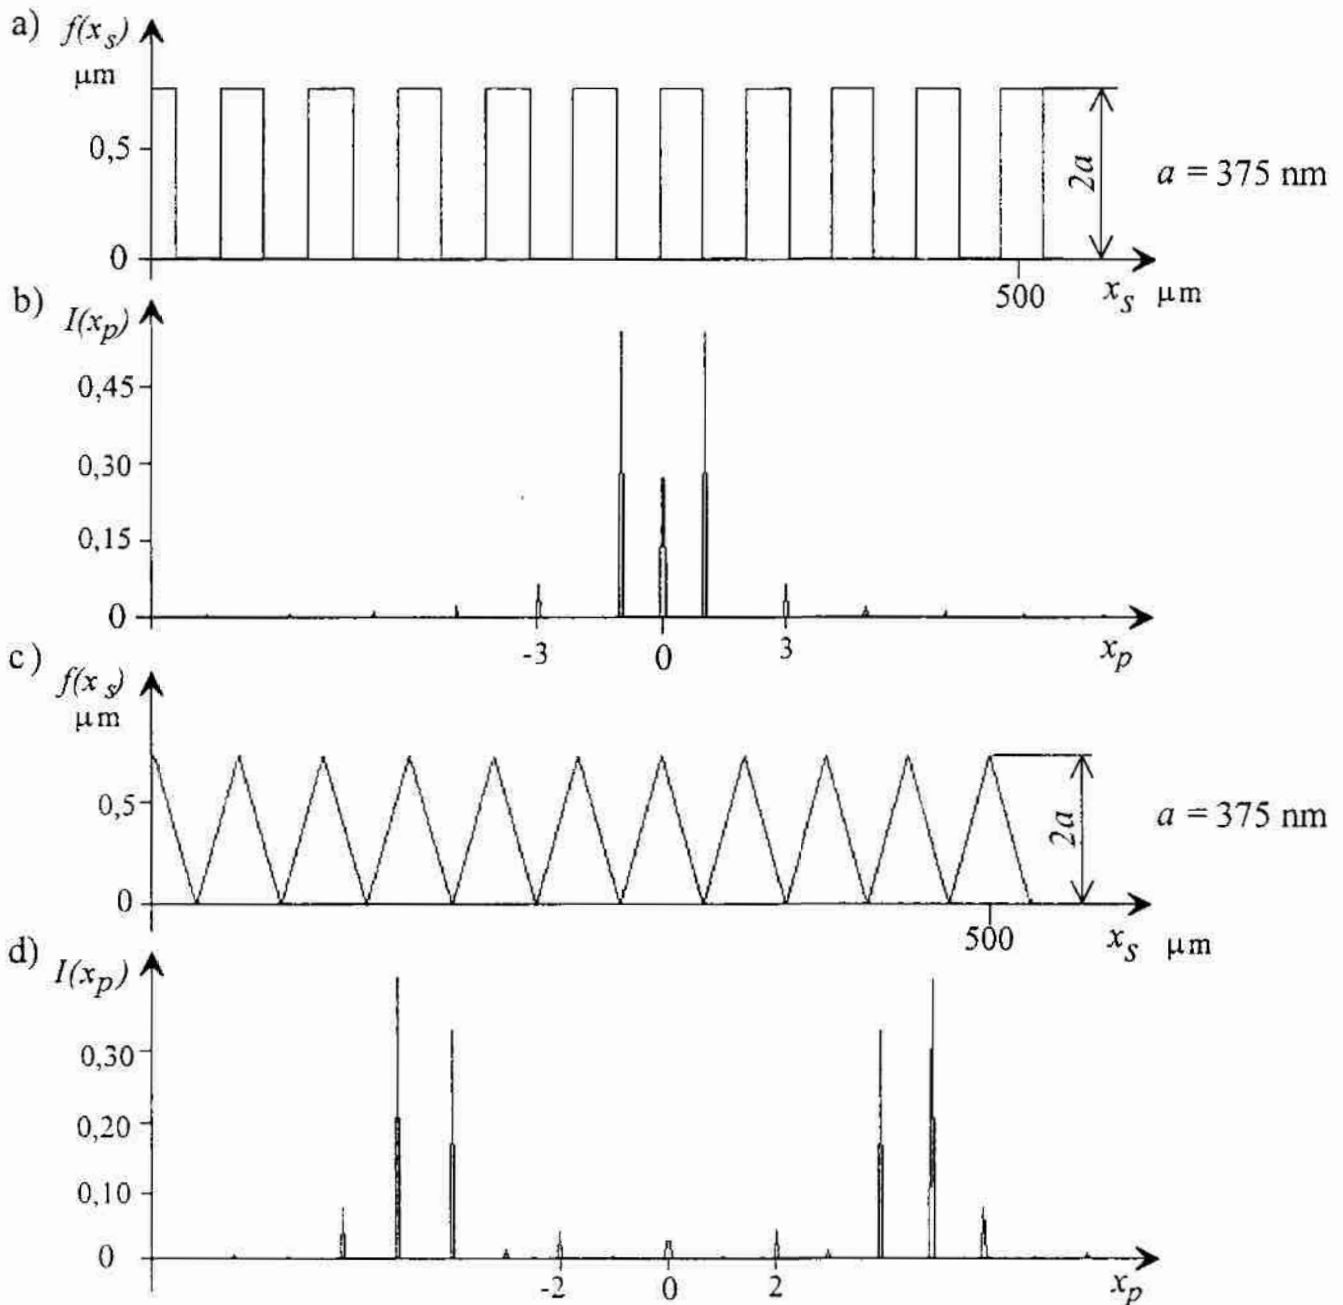 a) f(x_s)
μm
0,5
2a
a = 375 nm
0
500 x_s μm
b) I(x_p)
0,45
0,30
0,15
0
-3 0 3 x_p
c) f(x_s)
μm
0,5
2a
a = 375 nm
0
500 x_s μm
d) I(x_p)
0,30
0,20
0,10
0
-2 0 2 x_p